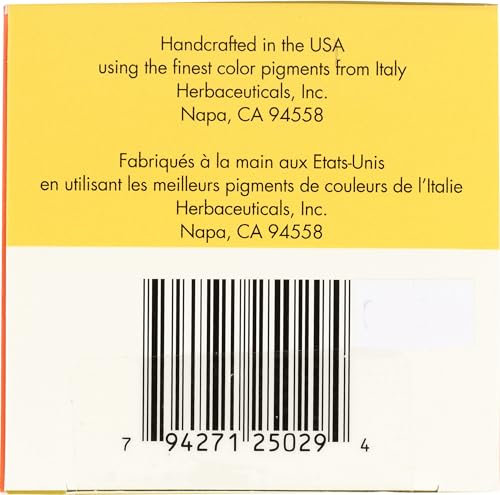 Handcrafted in the USA
using the finest color pigments from Italy
Herbaceuticals, Inc.
Napa, CA 94558
Fabriqués à la main aux Etats-Unis
en utilisant les meilleurs pigments de couleurs de l'Italie
Herbaceuticals, Inc.
Napa, CA 94558
7 94271 25029 4